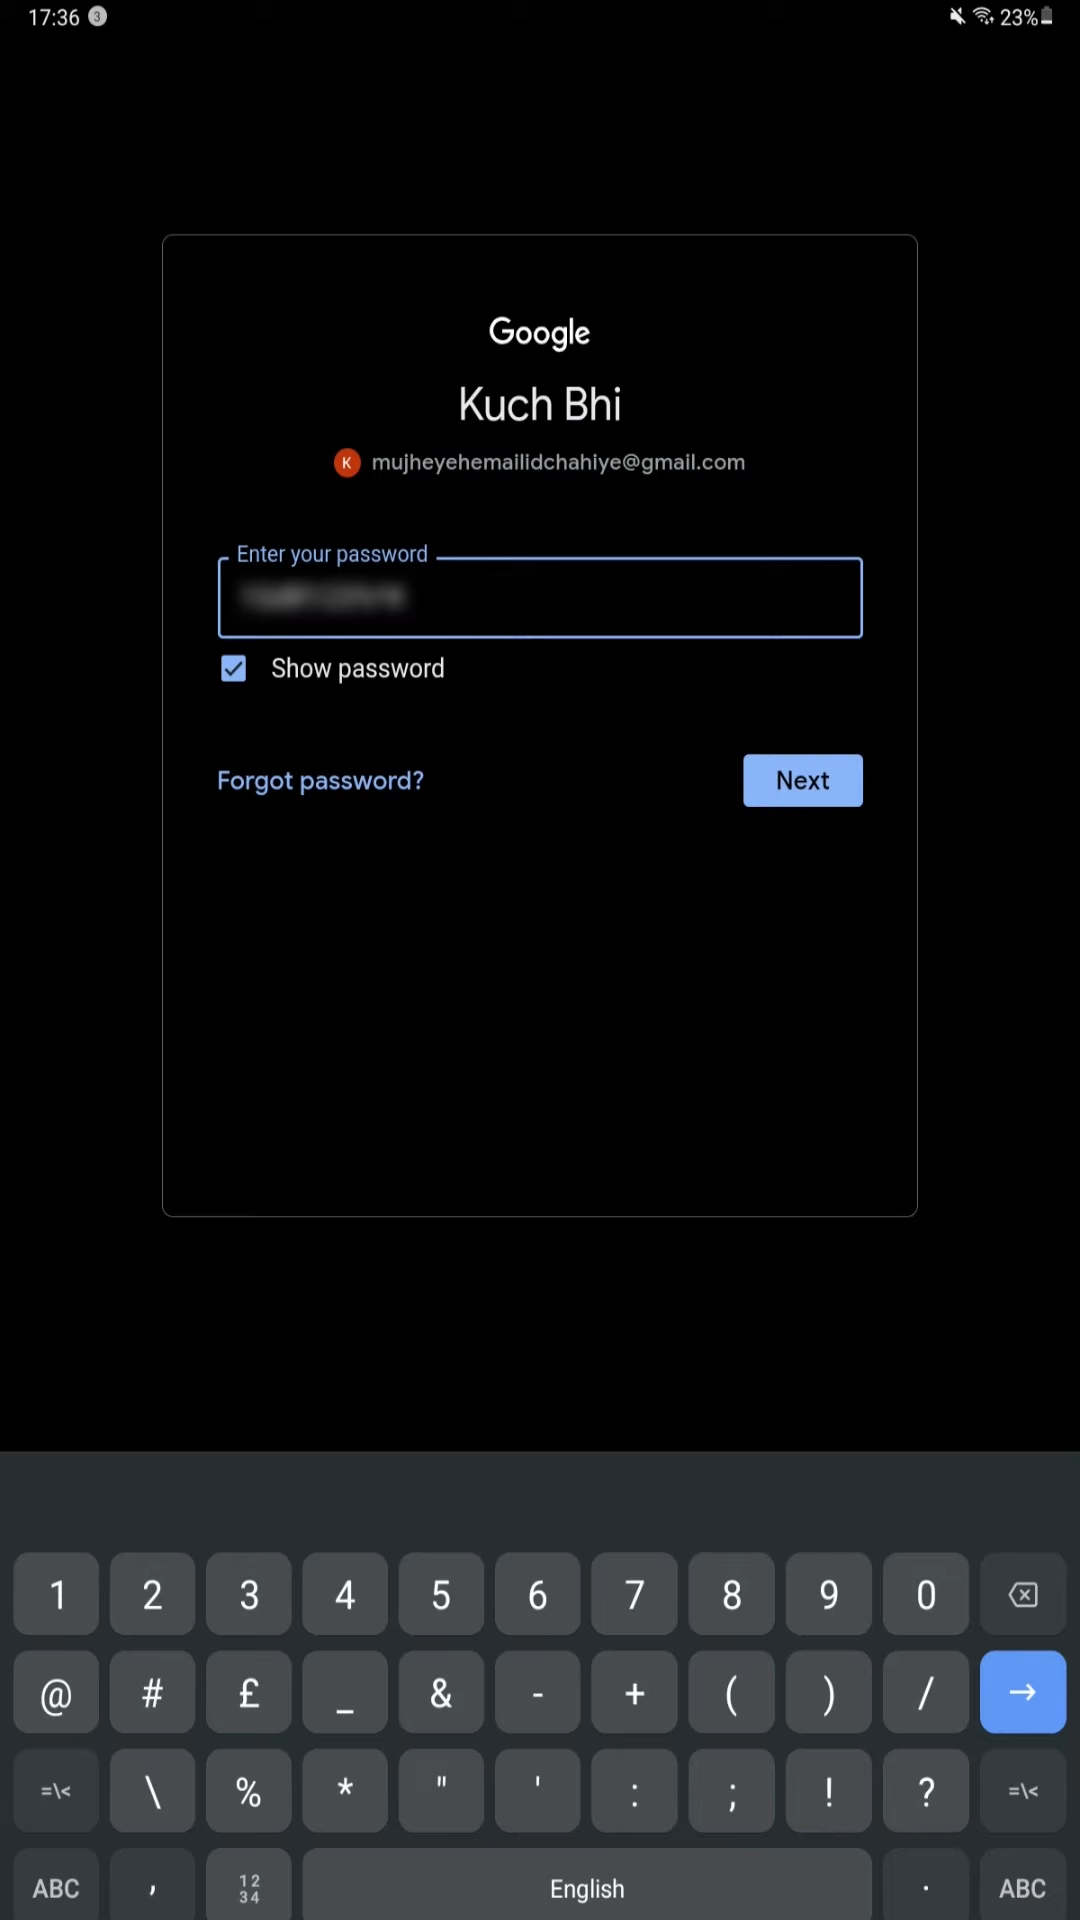 17:36 3 23%
Google
Kuch Bhi
K mujheyehemailidchahiye@gmail.com
Enter your password
Show password
Forgot password? Next
1 2 3 4 5 6 7 8 9 0
@ # £ _ & - + ( ) /
=\< \ % * " ' : ; ! ? =\<
ABC , 12 English . ABC
34